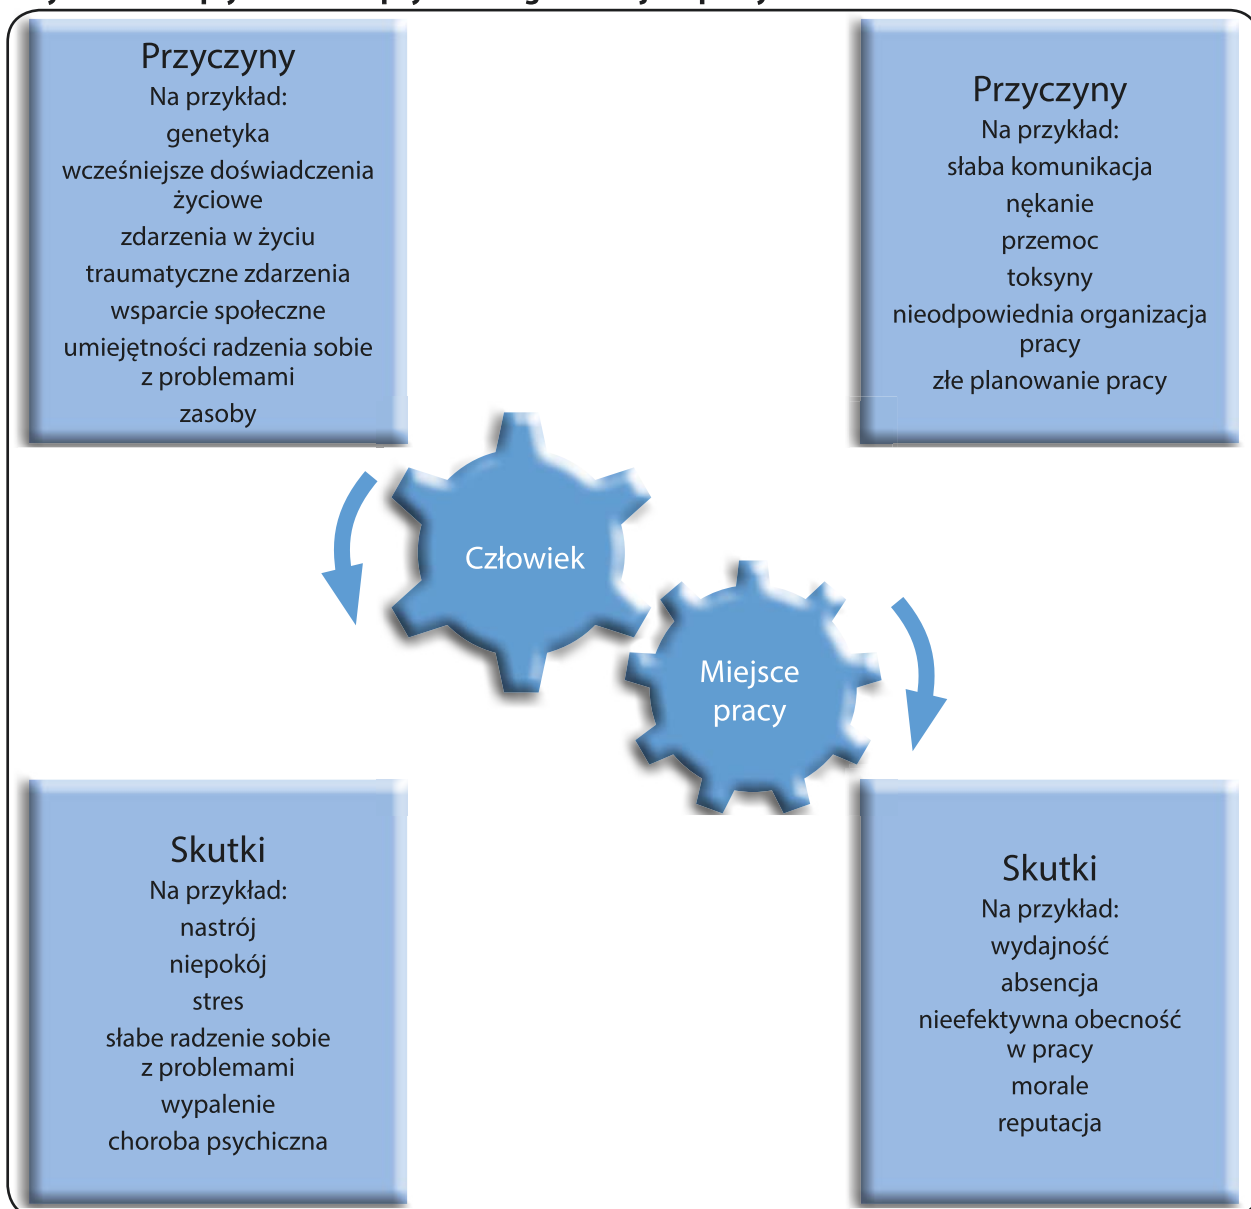 Przyczyny
Na przykład:
genetyka
wcześniejsze doświadczenia
życiowe
zdarzenia w życiu
traumatyczne zdarzenia
wsparcie społeczne
umiejętności radzenia sobie
z problemami
zasoby
Przyczyny
Na przykład:
słaba komunikacja
nękanie
przemoc
toksyny
nieodpowiednia organizacja
pracy
złe planowanie pracy
Człowiek
Miejsce
pracy
Skutki
Na przykład:
nastrój
niepokój
stres
słabe radzenie sobie
z problemami
wypalenie
choroba psychiczna
Skutki
Na przykład:
wydajność
absencja
nieefektywna obecność
w pracy
morale
reputacja